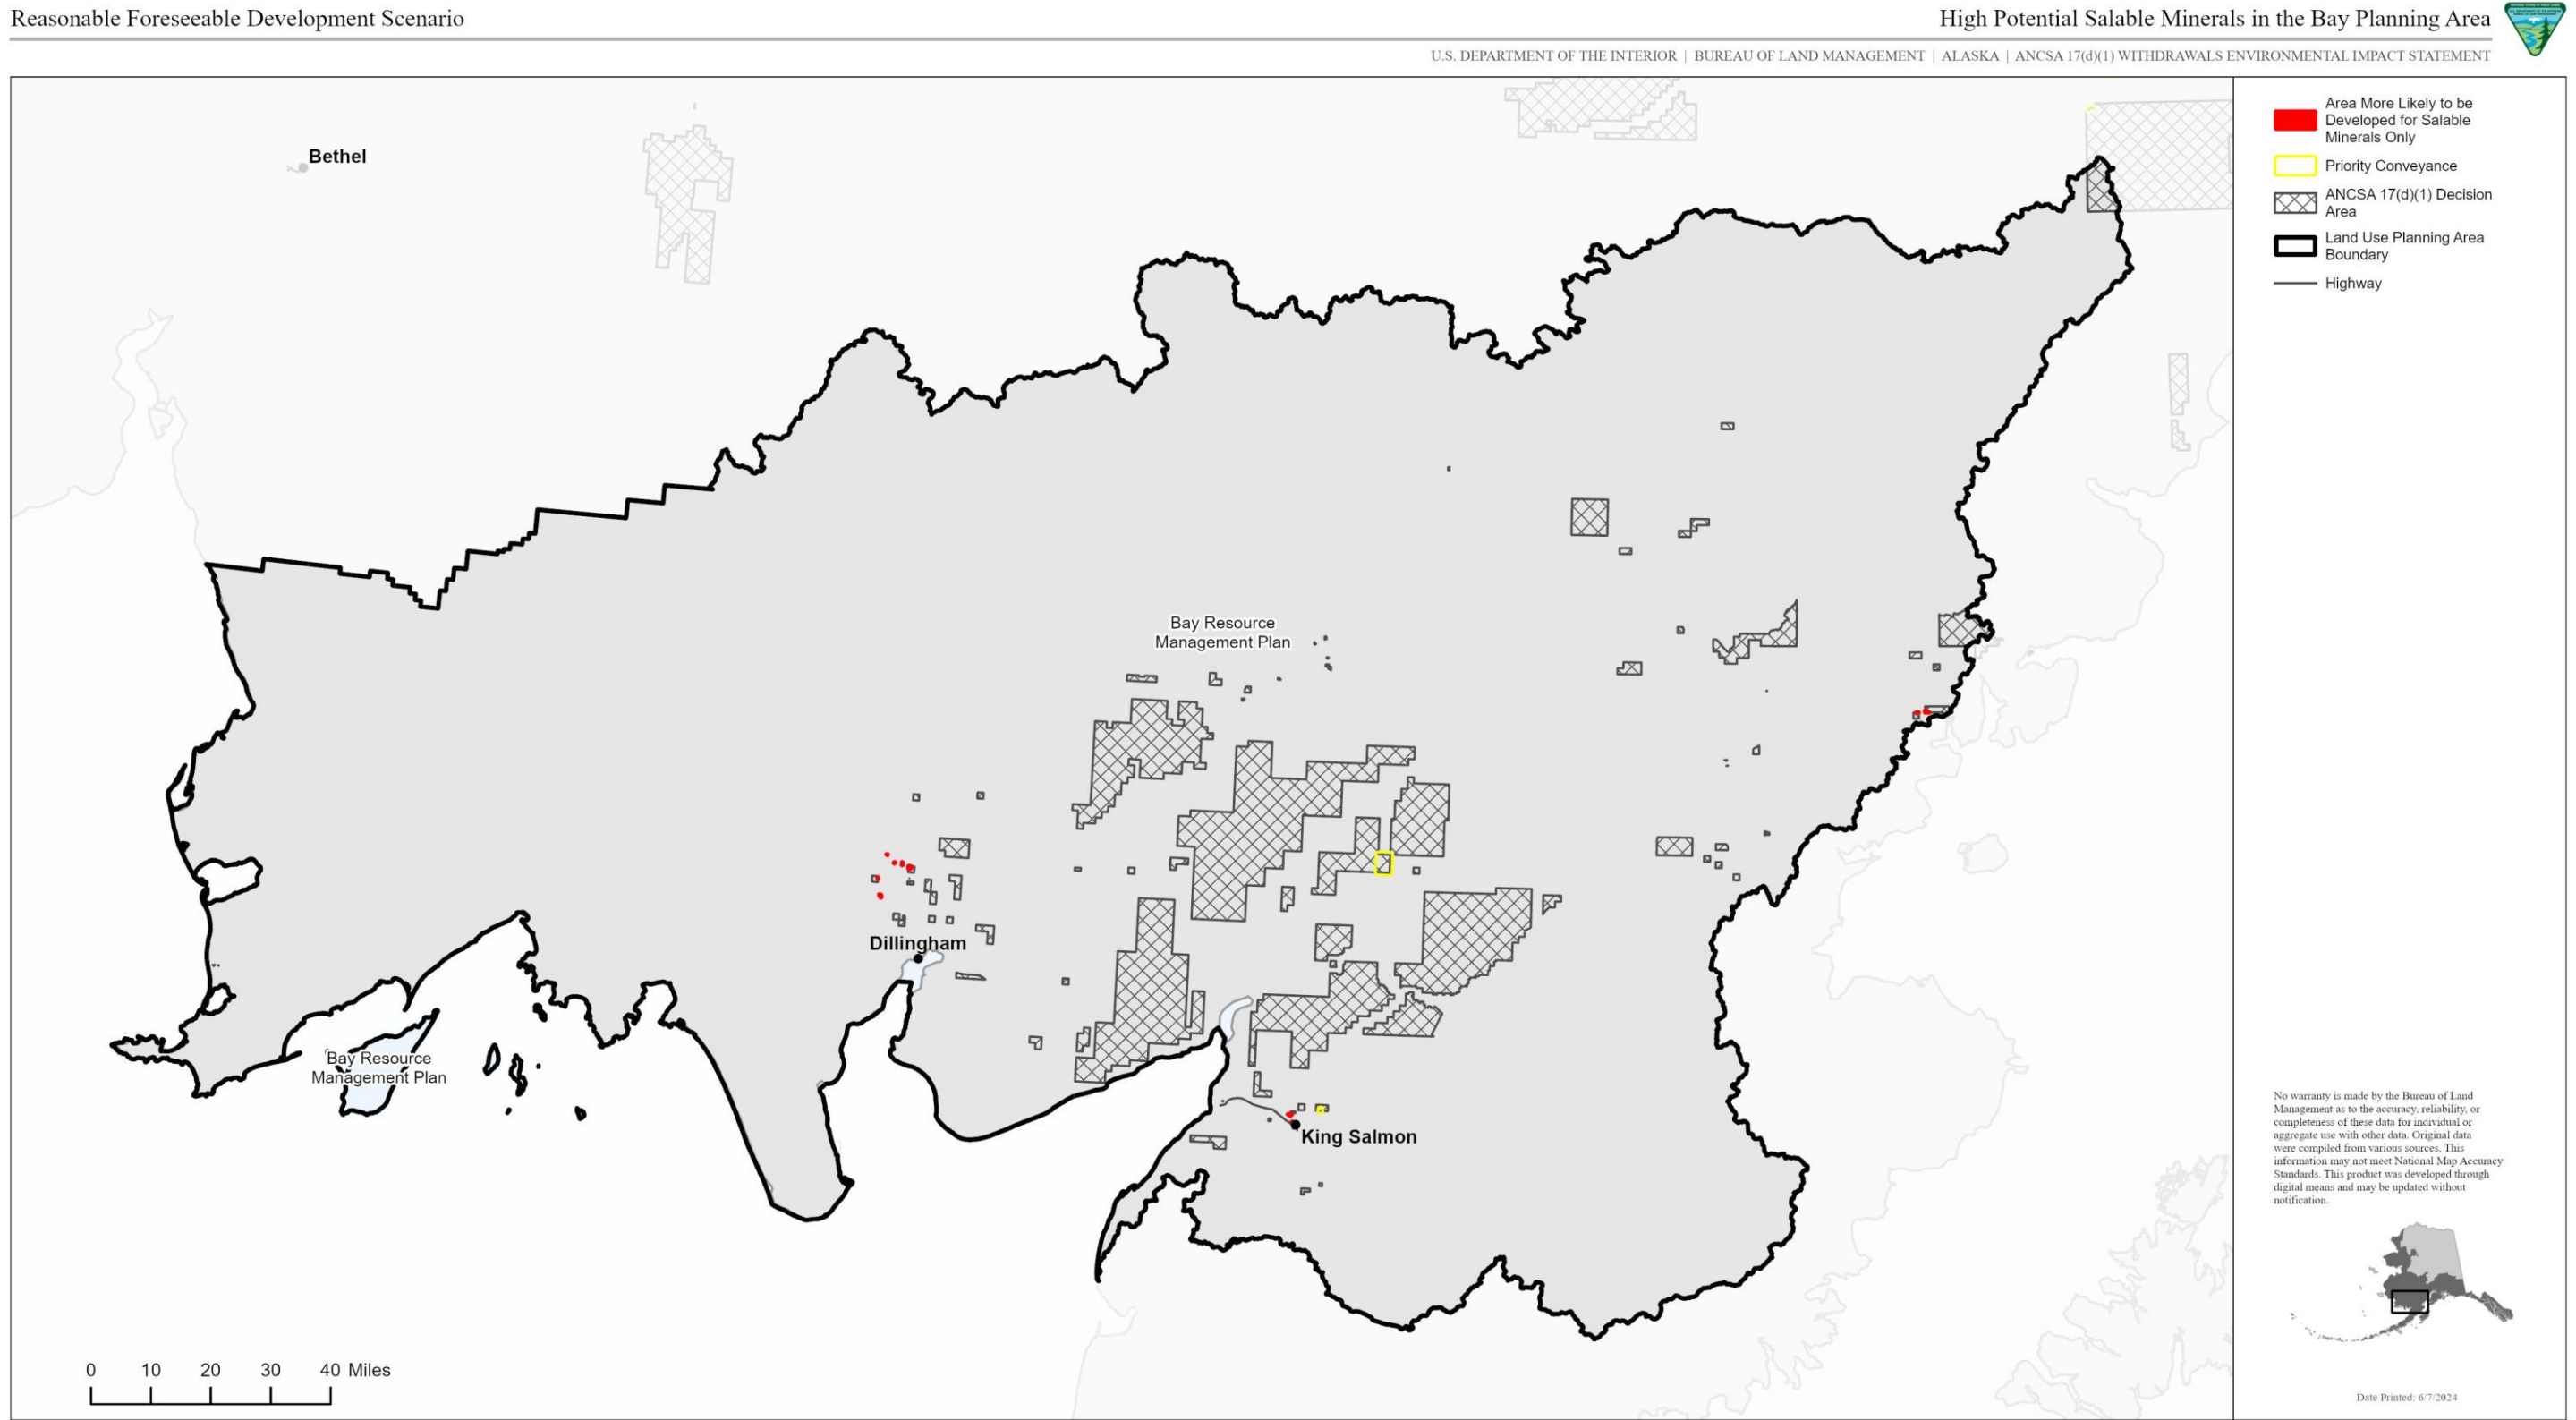 Reasonable Foreseeable Development Scenario
High Potential Salable Minerals in the Bay Planning Area
U.S. DEPARTMENT OF THE INTERIOR | BUREAU OF LAND MANAGEMENT | ALASKA | ANCSA 17(d)(1) WITHDRAWALS ENVIRONMENTAL IMPACT STATEMENT
Bethel
Bay Resource
Management Plan
Dillingham
Bay Resource
Management Plan
King Salmon
0 10 20 30 40 Miles
Area More Likely to be
Developed for Salable
Minerals Only
Priority Conveyance
ANCSA 17(d)(1) Decision
Area
Land Use Planning Area
Boundary
Highway
No warranty is made by the Bureau of Land
Management as to the accuracy, reliability, or
completeness of these data for individual or
aggregate use with other data. Original data
were compiled from various sources. This
information may not meet National Map Accuracy
Standards. This product was developed through
digital means and may be updated without
notification.
Date Printed: 6/7/2024